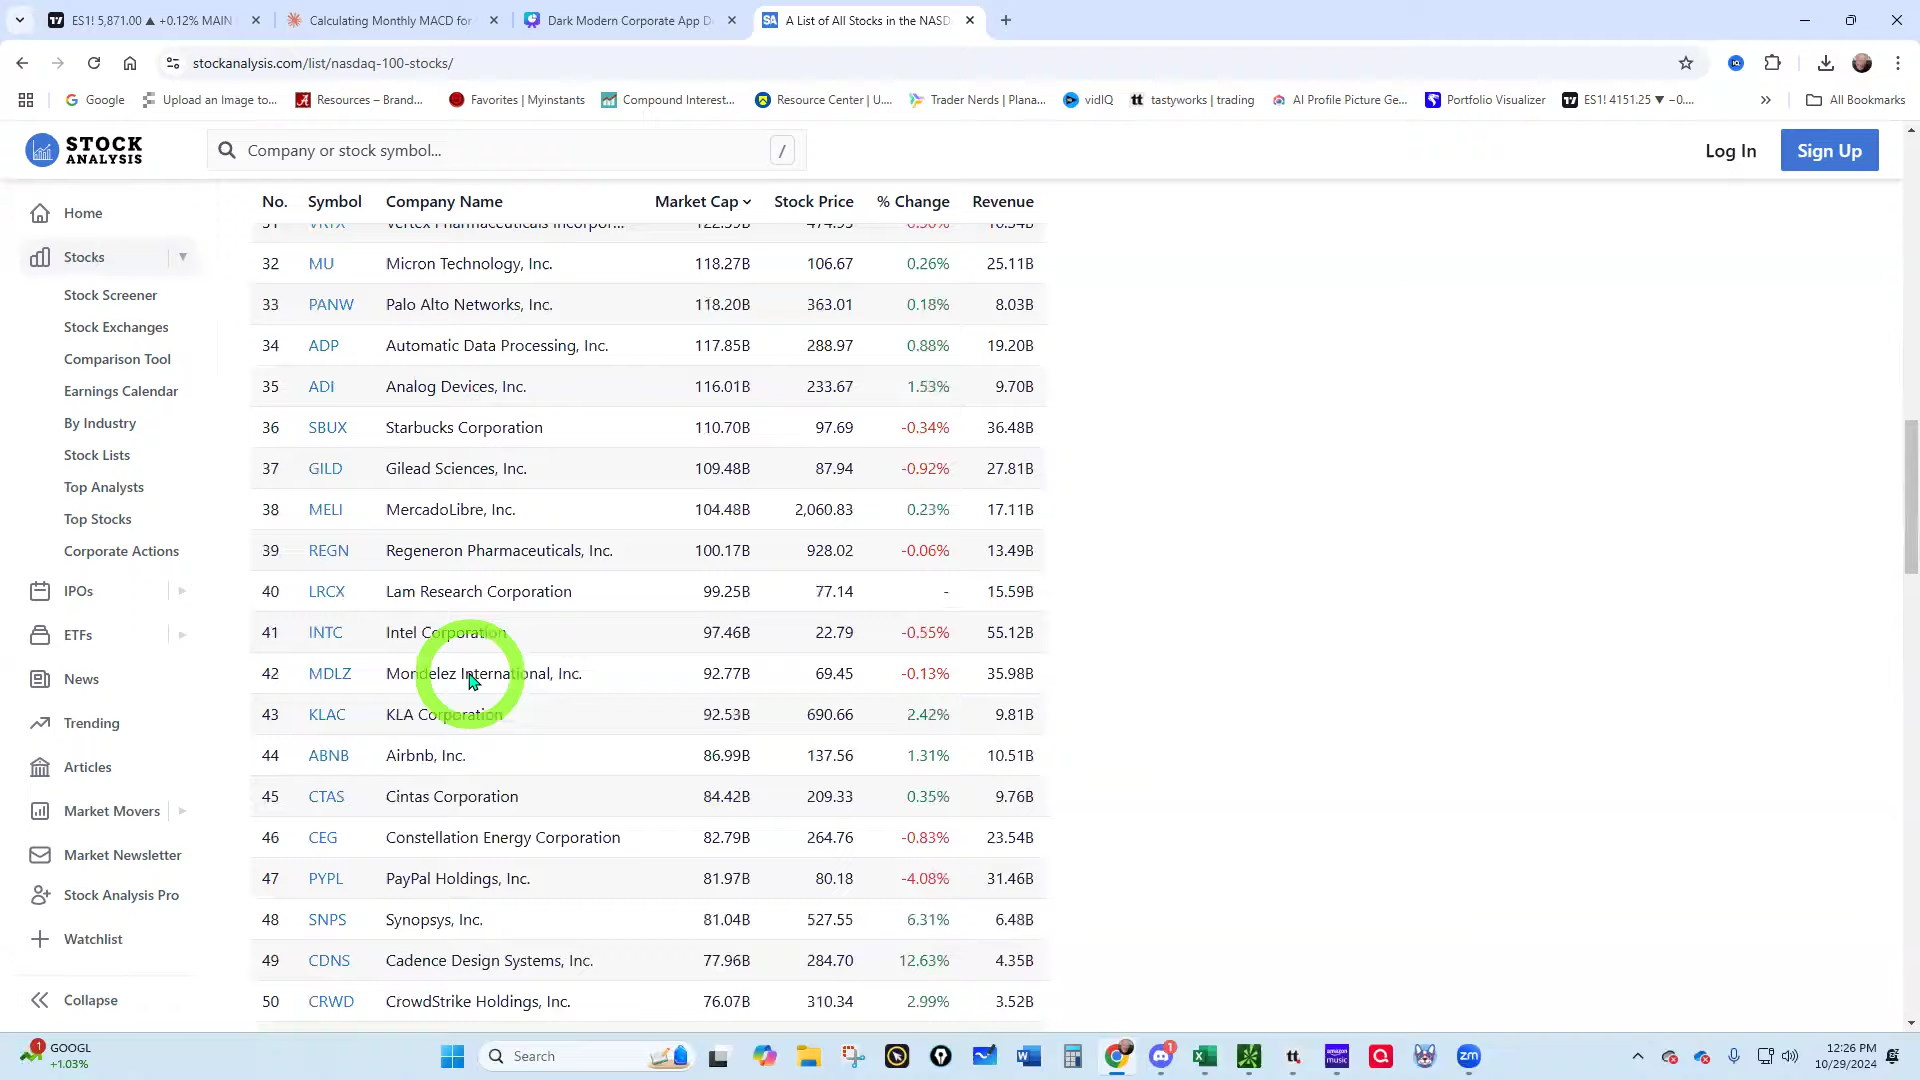 ES1! 5,871.00 ▲ +0.12% MAIN
Calculating Monthly MACD for
Dark Modern Corporate App D
A List of All Stocks in the NASD
stockanalysis.com/list/nasdaq-100-stocks/
Google
Upload an Image to...
Resources – Brand...
Favorites | Myinstants
Compound Interest...
Resource Center | U....
Trader Nerds | Plana...
vidIQ
tastyworks | trading
AI Profile Picture Ge...
Portfolio Visualizer
ES1! 4151.25 ▼ −0....
All Bookmarks
STOCK
ANALYSIS
Company or stock symbol...
/
Log In
Sign Up
Home
Stocks
Stock Screener
Stock Exchanges
Comparison Tool
Earnings Calendar
By Industry
Stock Lists
Top Analysts
Top Stocks
Corporate Actions
IPOs
ETFs
News
Trending
Articles
Market Movers
Market Newsletter
Stock Analysis Pro
Watchlist
Collapse
No. Symbol Company Name Market Cap Stock Price % Change Revenue
31 VRTX Vertex Pharmaceuticals Incorpor...
32 MU Micron Technology, Inc. 118.27B 106.67 0.26% 25.11B
33 PANW Palo Alto Networks, Inc. 118.20B 363.01 0.18% 8.03B
34 ADP Automatic Data Processing, Inc. 117.85B 288.97 0.88% 19.20B
35 ADI Analog Devices, Inc. 116.01B 233.67 1.53% 9.70B
36 SBUX Starbucks Corporation 110.70B 97.69 -0.34% 36.48B
37 GILD Gilead Sciences, Inc. 109.48B 87.94 -0.92% 27.81B
38 MELI MercadoLibre, Inc. 104.48B 2,060.83 0.23% 17.11B
39 REGN Regeneron Pharmaceuticals, Inc. 100.17B 928.02 -0.06% 13.49B
40 LRCX Lam Research Corporation 99.25B 77.14 - 15.59B
41 INTC Intel Corporation 97.46B 22.79 -0.55% 55.12B
42 MDLZ Mondelez International, Inc. 92.77B 69.45 -0.13% 35.98B
43 KLAC KLA Corporation 92.53B 690.66 2.42% 9.81B
44 ABNB Airbnb, Inc. 86.99B 137.56 1.31% 10.51B
45 CTAS Cintas Corporation 84.42B 209.33 0.35% 9.76B
46 CEG Constellation Energy Corporation 82.79B 264.76 -0.83% 23.54B
47 PYPL PayPal Holdings, Inc. 81.97B 80.18 -4.08% 31.46B
48 SNPS Synopsys, Inc. 81.04B 527.55 6.31% 6.48B
49 CDNS Cadence Design Systems, Inc. 77.96B 284.70 12.63% 4.35B
50 CRWD CrowdStrike Holdings, Inc. 76.07B 310.34 2.99% 3.52B
1
GOOGL
+1.03%
Search
1
12:26 PM
10/29/2024